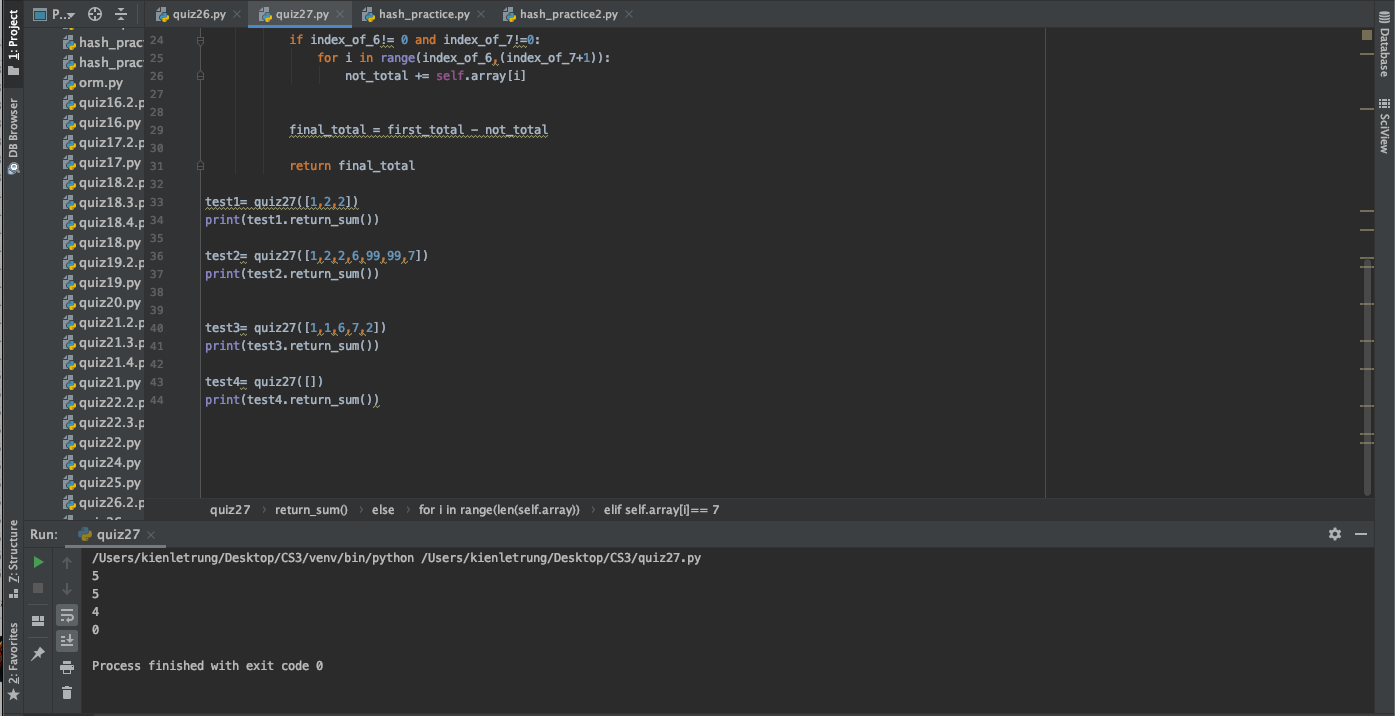 P..
quiz26.py
quiz27.py
hash_practice.py
hash_practice2.py
1: Project
DB Browser
Z: Structure
2: Favorites
Database
SciView
hash_prac
hash_prac
orm.py
quiz16.2.p
quiz16.py
quiz17.2.p
quiz17.py
quiz18.2.p
quiz18.3.p
quiz18.4.p
quiz18.py
quiz19.2.p
quiz19.py
quiz20.py
quiz21.2.p
quiz21.3.p
quiz21.4.p
quiz21.py
quiz22.2.p
quiz22.3.p
quiz22.py
quiz24.py
quiz25.py
quiz26.2.p
24 if index_of_6!= 0 and index_of_7!=0:
25 for i in range(index_of_6,(index_of_7+1)):
26 not_total += self.array[i]
27
28
29 final_total = first_total - not_total
30
31 return final_total
32
33 test1= quiz27([1,2,2])
34 print(test1.return_sum())
35
36 test2= quiz27([1,2,2,6,99,99,7])
37 print(test2.return_sum())
38
39
40 test3= quiz27([1,1,6,7,2])
41 print(test3.return_sum())
42
43 test4= quiz27([])
44 print(test4.return_sum())
quiz27 › return_sum() › else › for i in range(len(self.array)) › elif self.array[i]== 7
Run: quiz27
/Users/kienletrung/Desktop/CS3/venv/bin/python /Users/kienletrung/Desktop/CS3/quiz27.py
5
5
4
0
Process finished with exit code 0